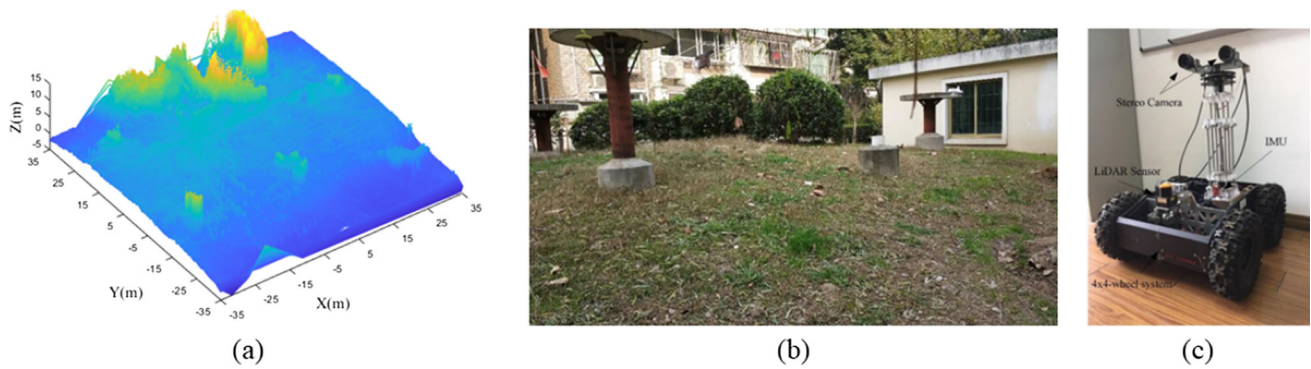 15
10
5
0
-5
Z(m)
35
25
15
5
-5
-15
-25
-35
Y(m)
-35
-25
-15
-5
5
15
25
35
X(m)
Stereo Camera
IMU
LiDAR Sensor
4x4-wheel system
(a)
(b)
(c)